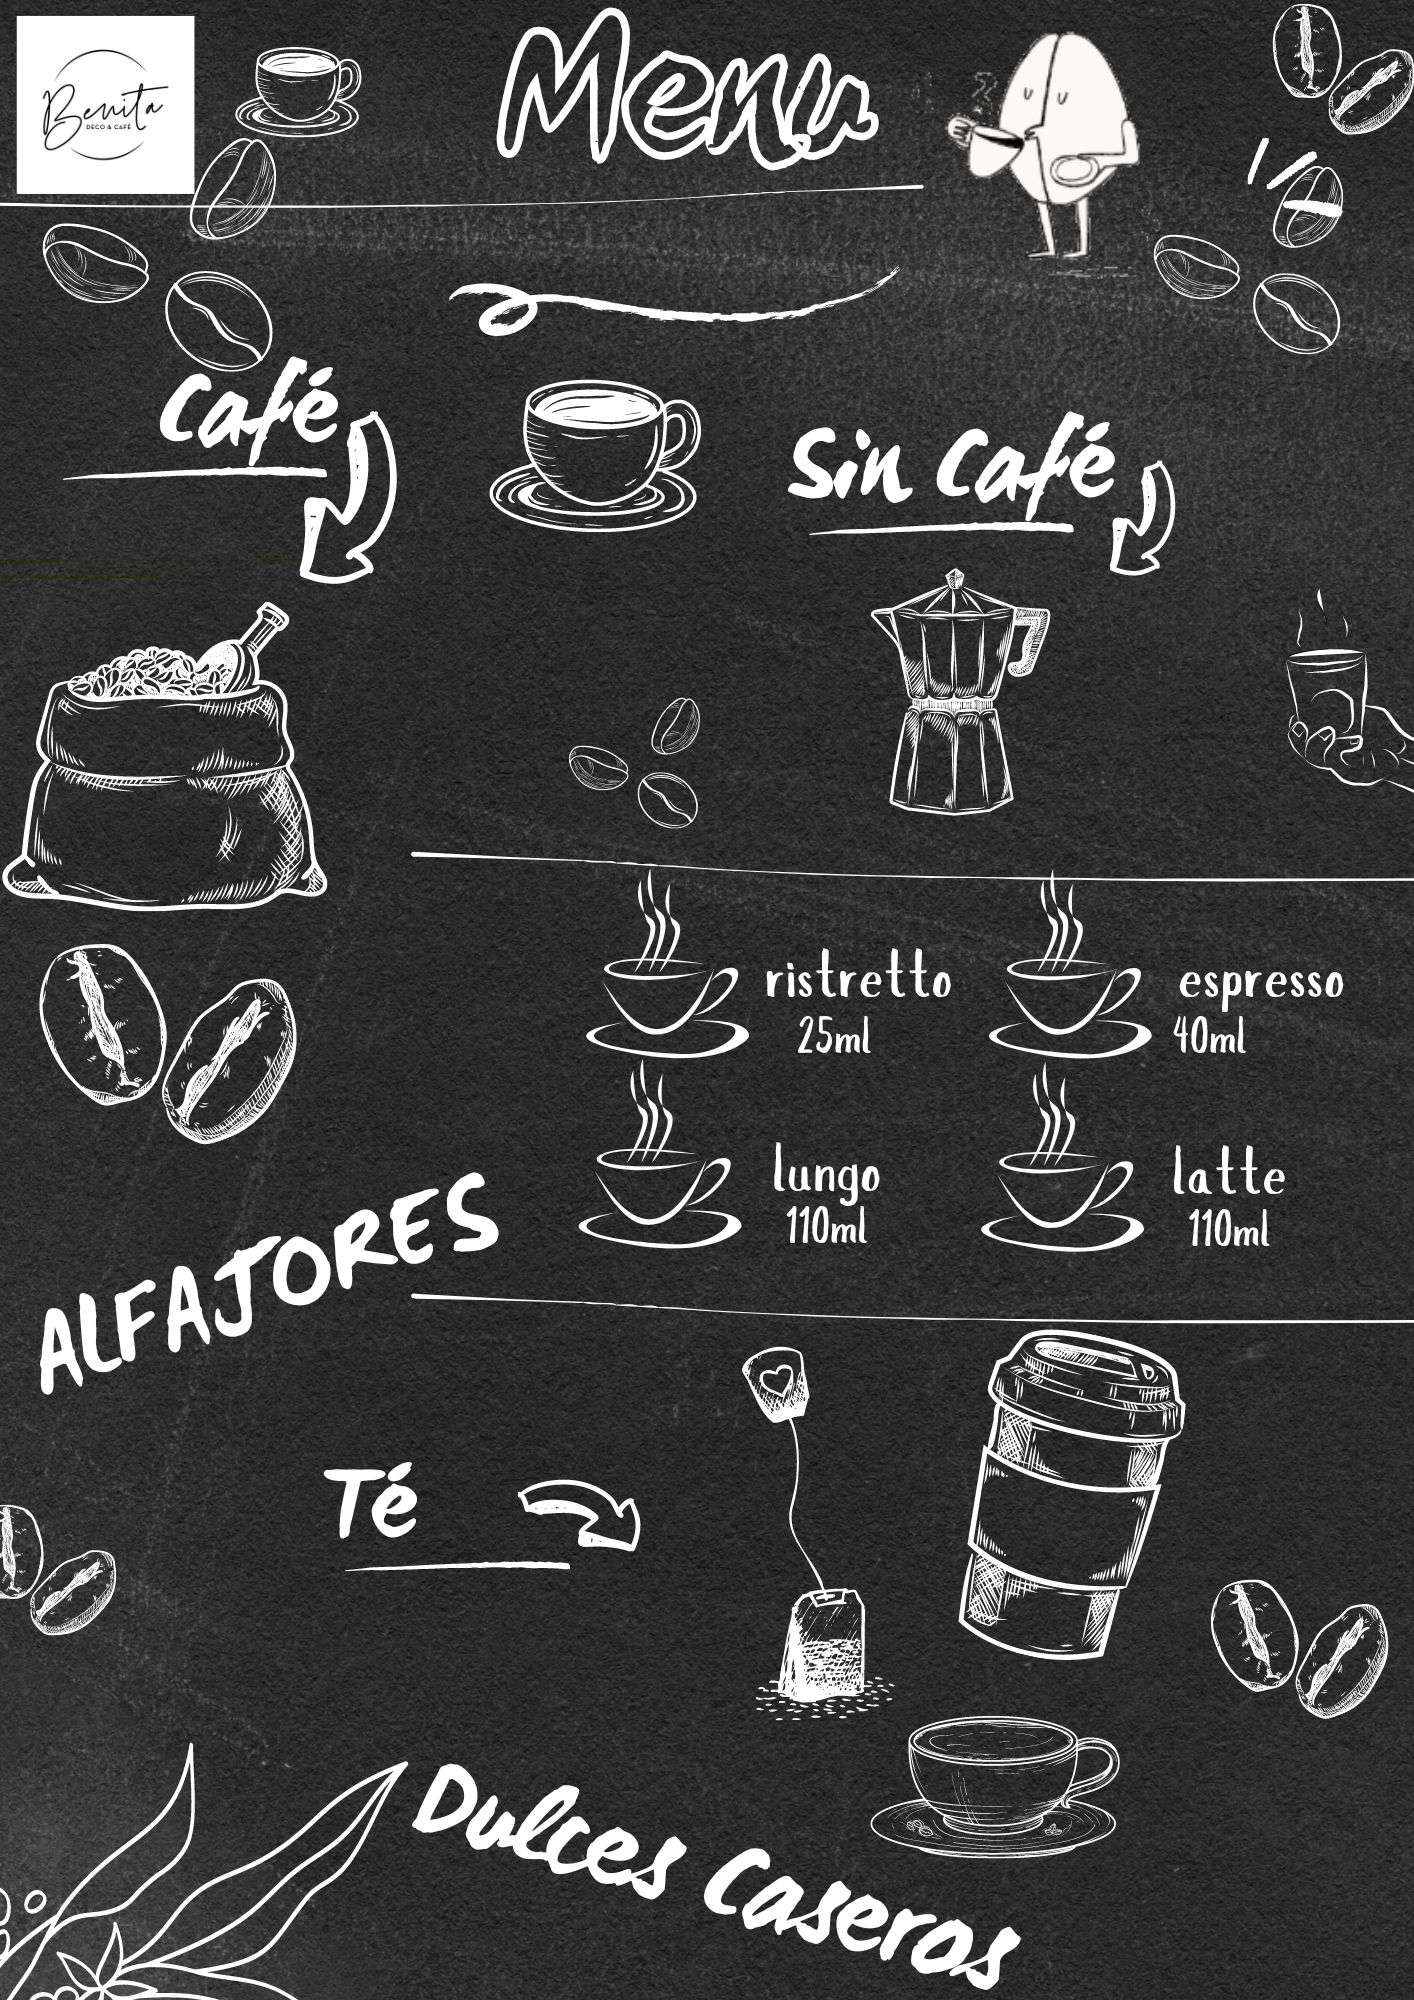 Benita
DECO & CAFÉ
Menu
Café
Sin Café
ristretto
25ml
espresso
40ml
lungo
110ml
latte
110ml
ALFAJORES
Té
Dulces Caseros